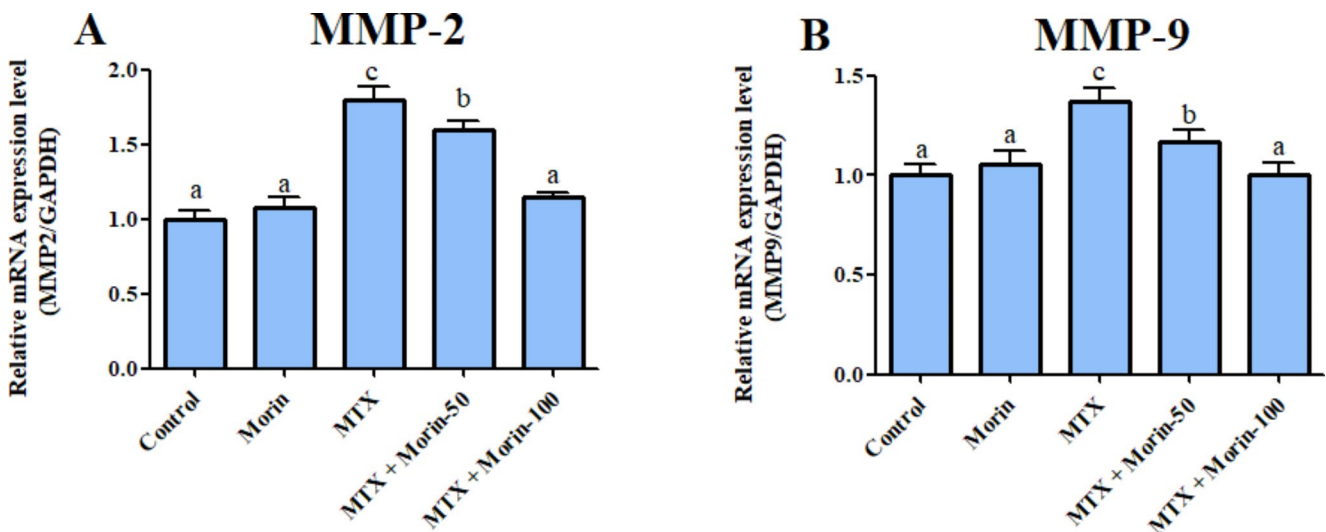 A
MMP-2
Relative mRNA expression level
(MMP2/GAPDH)
2.0
1.5
1.0
0.5
0.0
a
a
c
b
a
Control
Morin
MTX
MTX + Morin-50
MTX + Morin-100
B
MMP-9
Relative mRNA expression level
(MMP9/GAPDH)
1.5
1.0
0.5
0.0
a
a
c
b
a
Control
Morin
MTX
MTX + Morin-50
MTX + Morin-100